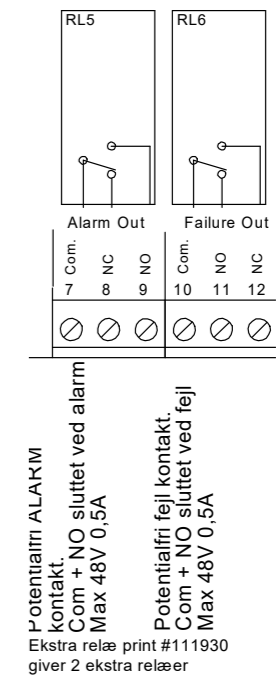 RL5 RL6
Alarm Out Failure Out
Com. NC NO Com. NO NC
7 8 9 10 11 12
Potentialfri ALARM
kontakt.
Com + NO sluttet ved alarm
Max 48V 0,5A
Potentialfri fejl kontakt.
Com + NO sluttet ved fejl
Max 48V 0,5A
Ekstra relæ print #111930
giver 2 ekstra relæer